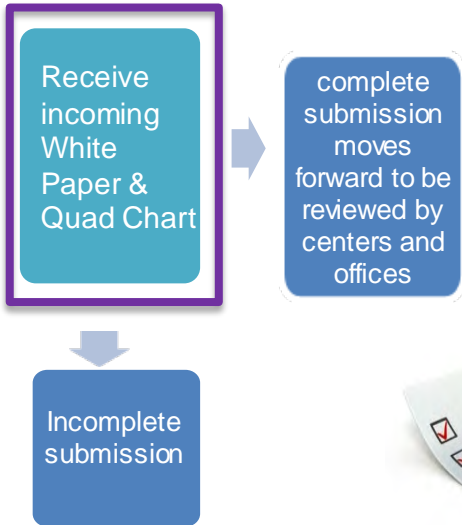 Receive
incoming
White
Paper &
Quad Chart
complete
submission
moves
forward to be
reviewed by
centers and
offices
Incomplete
submission